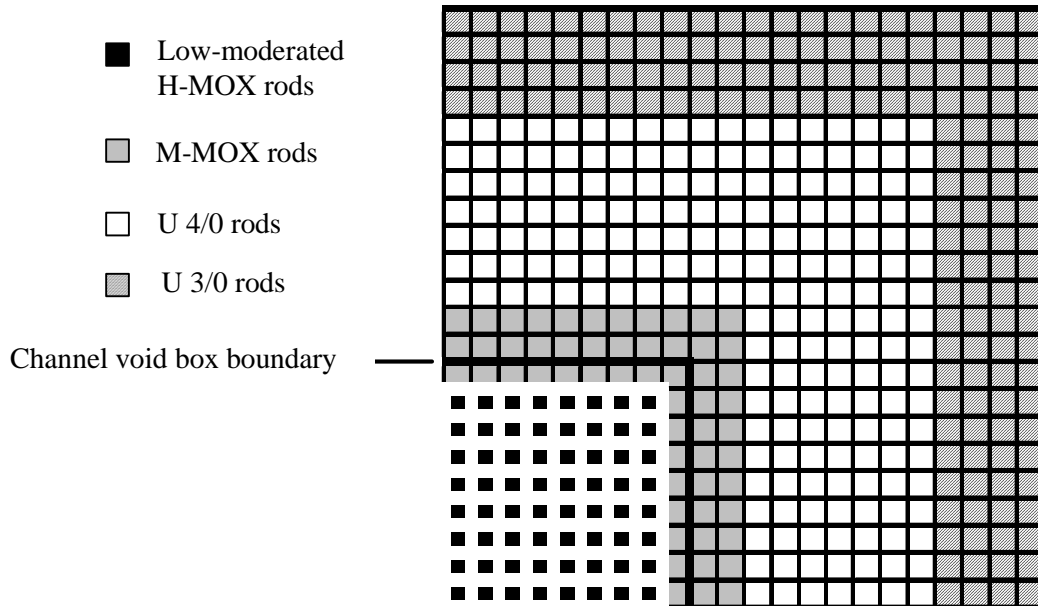 Low-moderated
H-MOX rods
M-MOX rods
U 4/0 rods
U 3/0 rods
Channel void box boundary